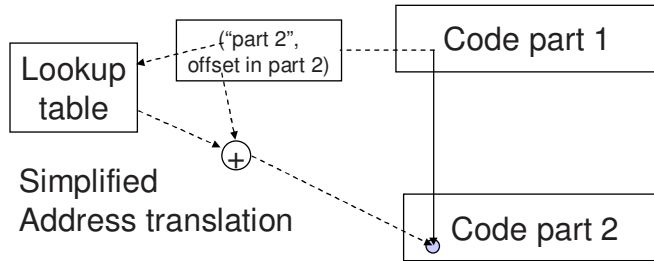 ("part 2",
offset in part 2)
Code part 1
Lookup
table
+
Simplified
Address translation
Code part 2